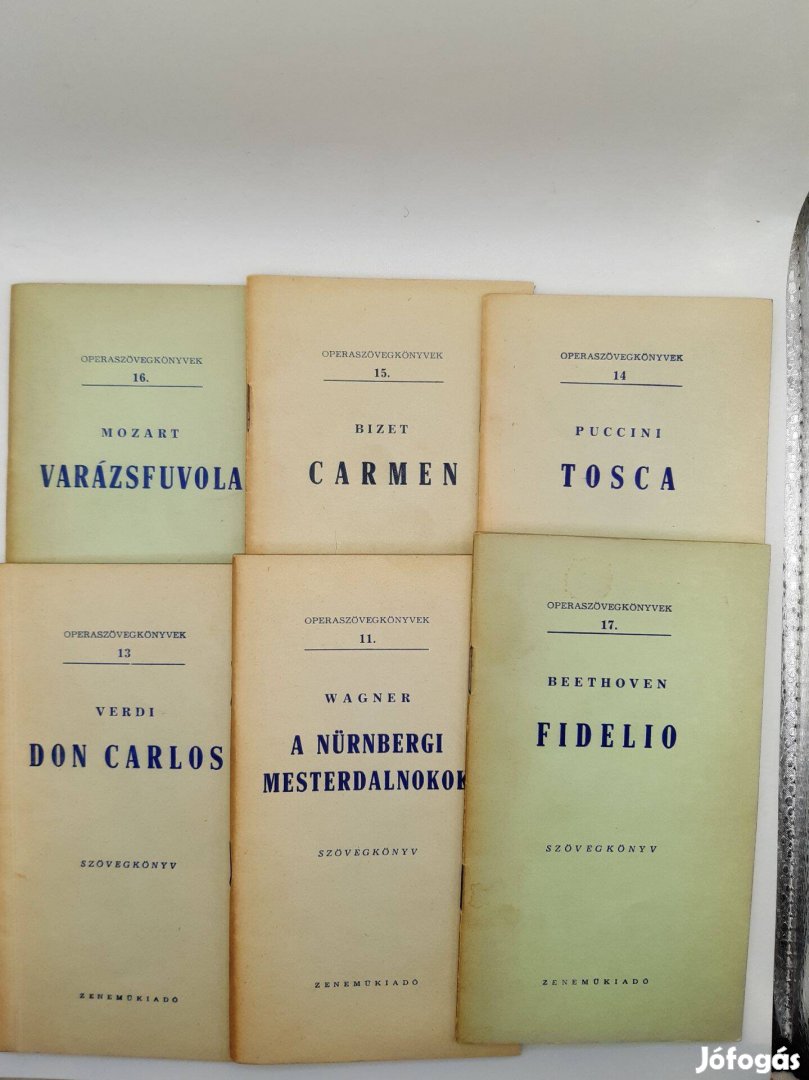 OPERASZÖVEGKÖNYVEK
16.
MOZART
VARÁZSFUVOLA
OPERASZÖVEGKÖNYVEK
15.
BIZET
CARMEN
OPERASZÖVEGKÖNYVEK
14
PUCCINI
TOSCA
OPERASZÖVEGKÖNYVEK
13
VERDI
DON CARLOS
SZÖVEGKÖNYV
ZENEMŰKIADÓ
OPERASZÖVEGKÖNYVEK
11.
WAGNER
A NÜRNBERGI
MESTERDALNOKOK
SZÖVEGKÖNYV
ZENEMŰKIADÓ
OPERASZÖVEGKÖNYVEK
17.
BEETHOVEN
FIDELIO
SZÖVEGKÖNYV
ZENEMŰKIADÓ
Jófogás